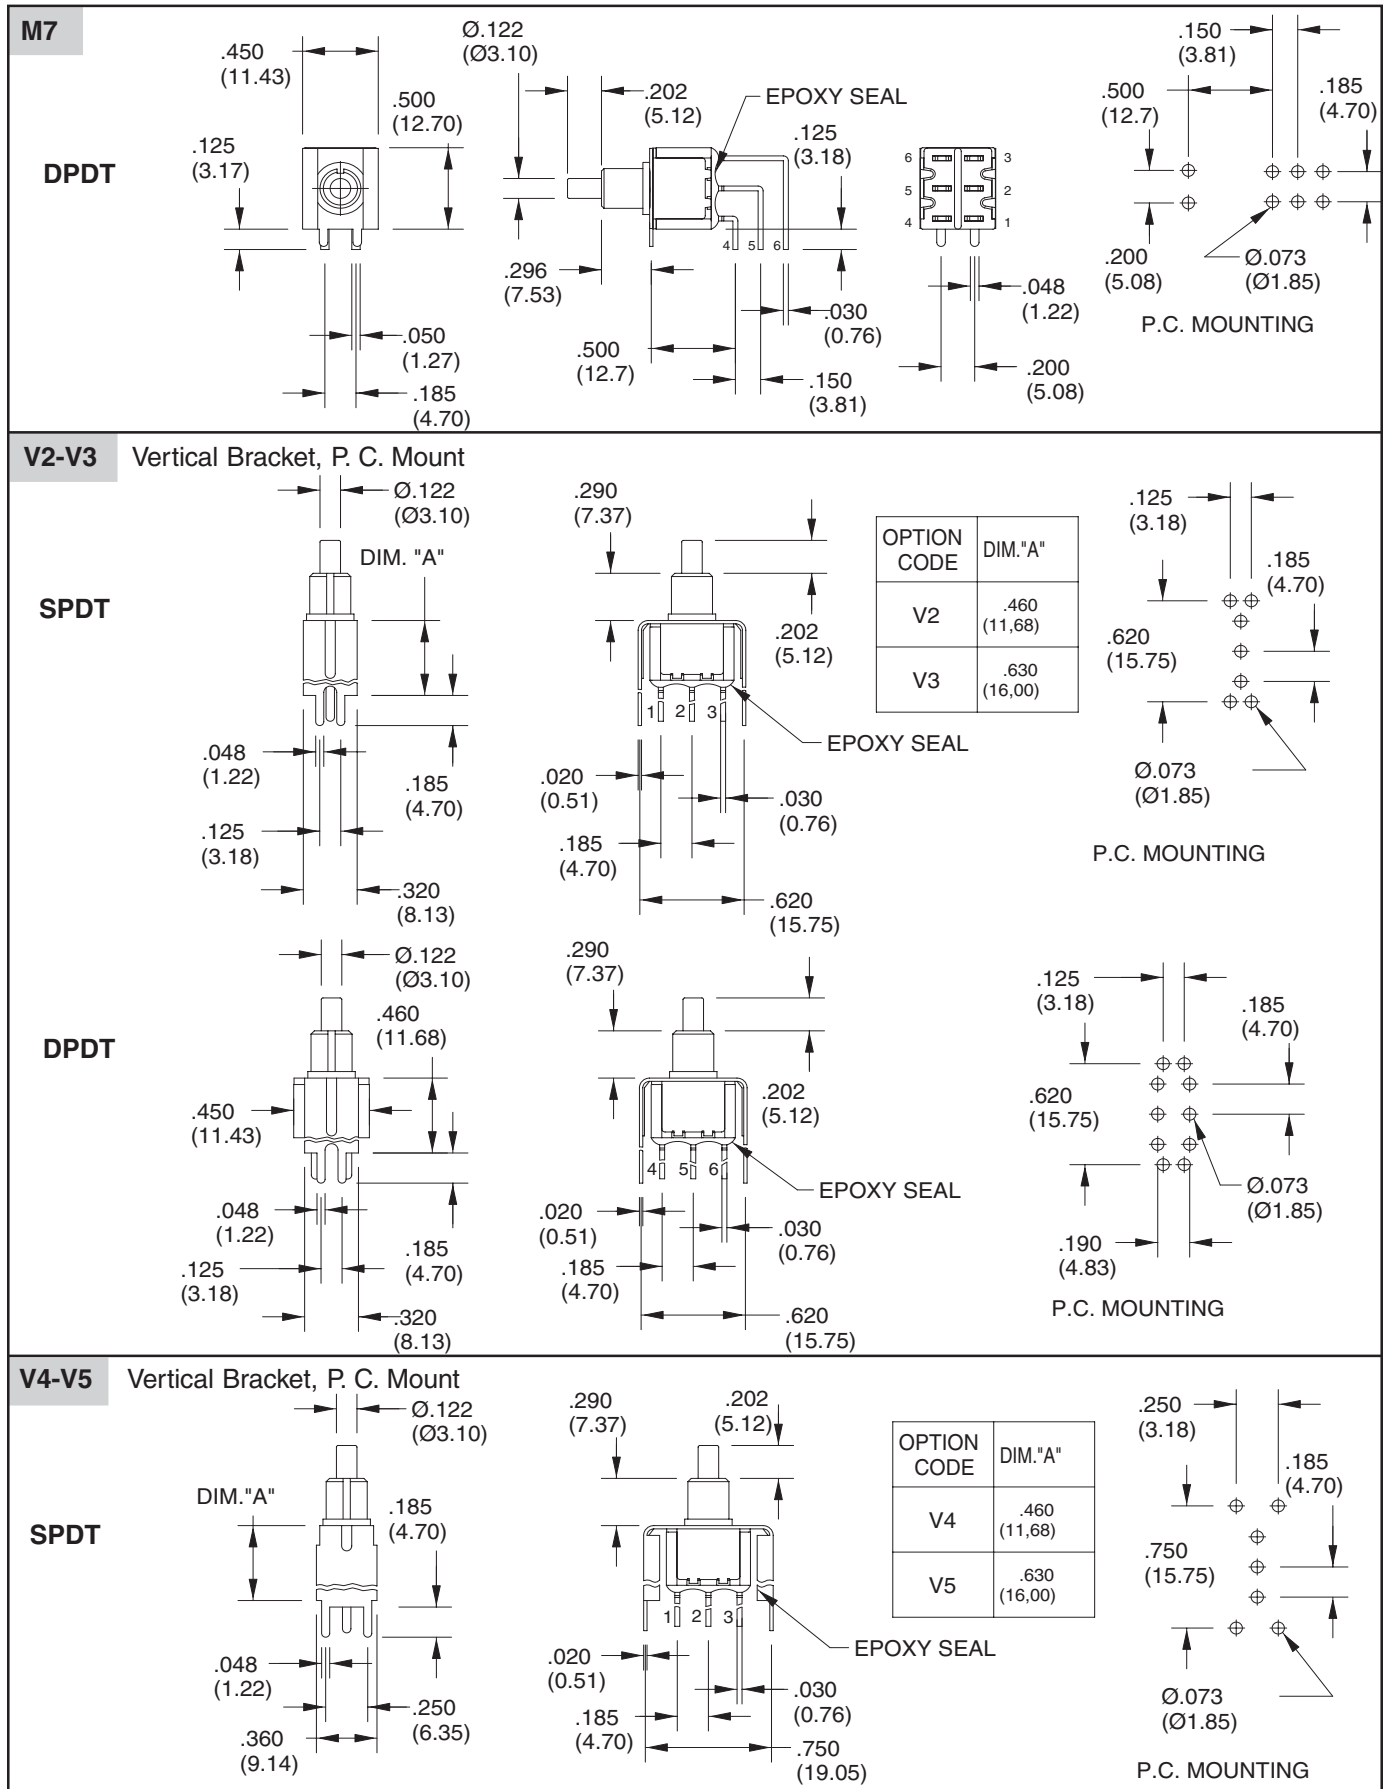 M7
DPDT
.450
(11.43)
.500
(12.70)
.125
(3.17)
.050
(1.27)
.185
(4.70)
Ø.122
(Ø3.10)
.202
(5.12)
EPOXY SEAL
.125
(3.18)
4 5 6
.296
(7.53)
.030
(0.76)
.500
(12.7)
.150
(3.81)
6 3
5 2
4 1
.048
(1.22)
.200
(5.08)
.150
(3.81)
.500
(12.7)
.185
(4.70)
.200
(5.08)
Ø.073
(Ø1.85)
P.C. MOUNTING
V2-V3 Vertical Bracket, P. C. Mount
SPDT
Ø.122
(Ø3.10)
DIM. "A"
.048
(1.22)
.185
(4.70)
.125
(3.18)
.320
(8.13)
.290
(7.37)
.202
(5.12)
1 2 3
EPOXY SEAL
.020
(0.51)
.030
(0.76)
.185
(4.70)
.620
(15.75)
OPTION CODE DIM."A"
V2 .460 (11,68)
V3 .630 (16,00)
.125
(3.18)
.185
(4.70)
.620
(15.75)
Ø.073
(Ø1.85)
P.C. MOUNTING
DPDT
Ø.122
(Ø3.10)
.460
(11.68)
.450
(11.43)
.048
(1.22)
.185
(4.70)
.125
(3.18)
.320
(8.13)
.290
(7.37)
.202
(5.12)
4 5 6
EPOXY SEAL
.020
(0.51)
.030
(0.76)
.185
(4.70)
.620
(15.75)
.125
(3.18)
.185
(4.70)
.620
(15.75)
Ø.073
(Ø1.85)
.190
(4.83)
P.C. MOUNTING
V4-V5 Vertical Bracket, P. C. Mount
SPDT
Ø.122
(Ø3.10)
DIM."A"
.185
(4.70)
.048
(1.22)
.250
(6.35)
.360
(9.14)
.290
(7.37)
.202
(5.12)
1 2 3
EPOXY SEAL
.020
(0.51)
.030
(0.76)
.185
(4.70)
.750
(19.05)
OPTION CODE DIM."A"
V4 .460 (11,68)
V5 .630 (16,00)
.250
(3.18)
.185
(4.70)
.750
(15.75)
Ø.073
(Ø1.85)
P.C. MOUNTING